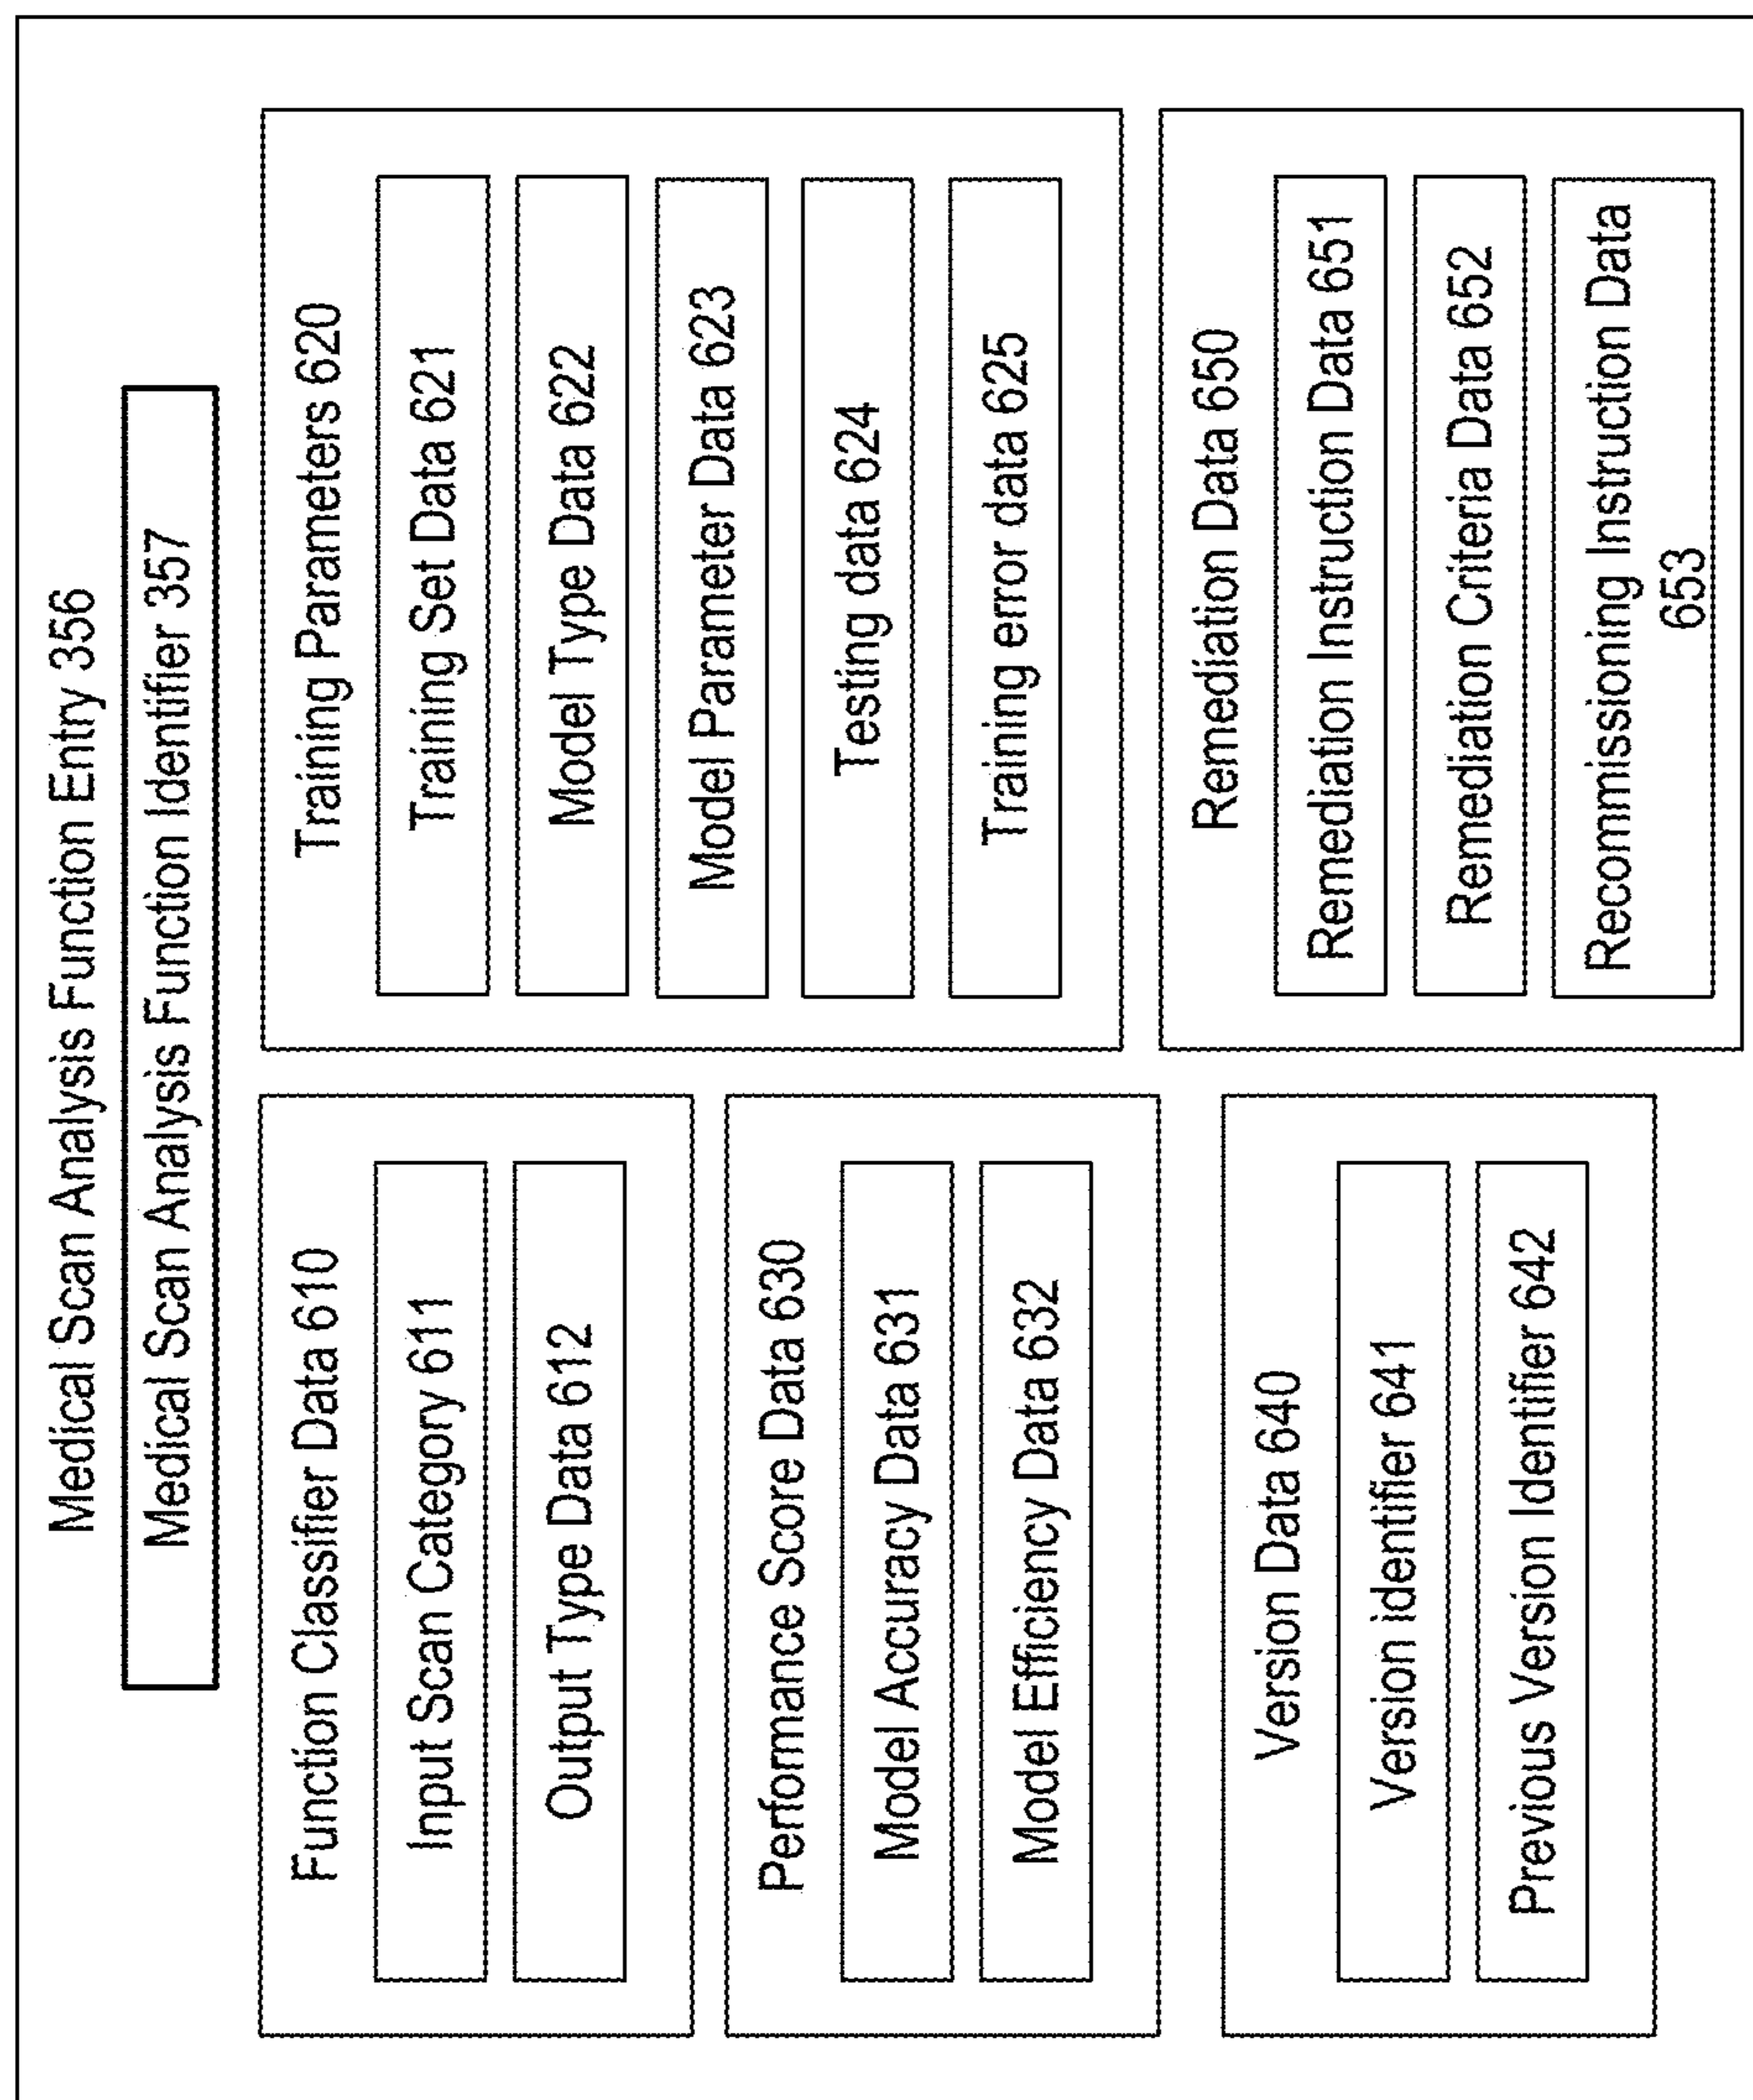 Medical Scan Analysis Function Entry 356
Medical Scan Analysis Function Identifier 357
Function Classifier Data 610
Input Scan Category 611
Output Type Data 612
Performance Score Data 630
Model Accuracy Data 631
Model Efficiency Data 632
Version Data 640
Version identifier 641
Previous Version Identifier 642
Training Parameters 620
Training Set Data 621
Model Type Data 622
Model Parameter Data 623
Testing data 624
Training error data 625
Remediation Data 650
Remediation Instruction Data 651
Remediation Criteria Data 652
Recommissioning Instruction Data
653